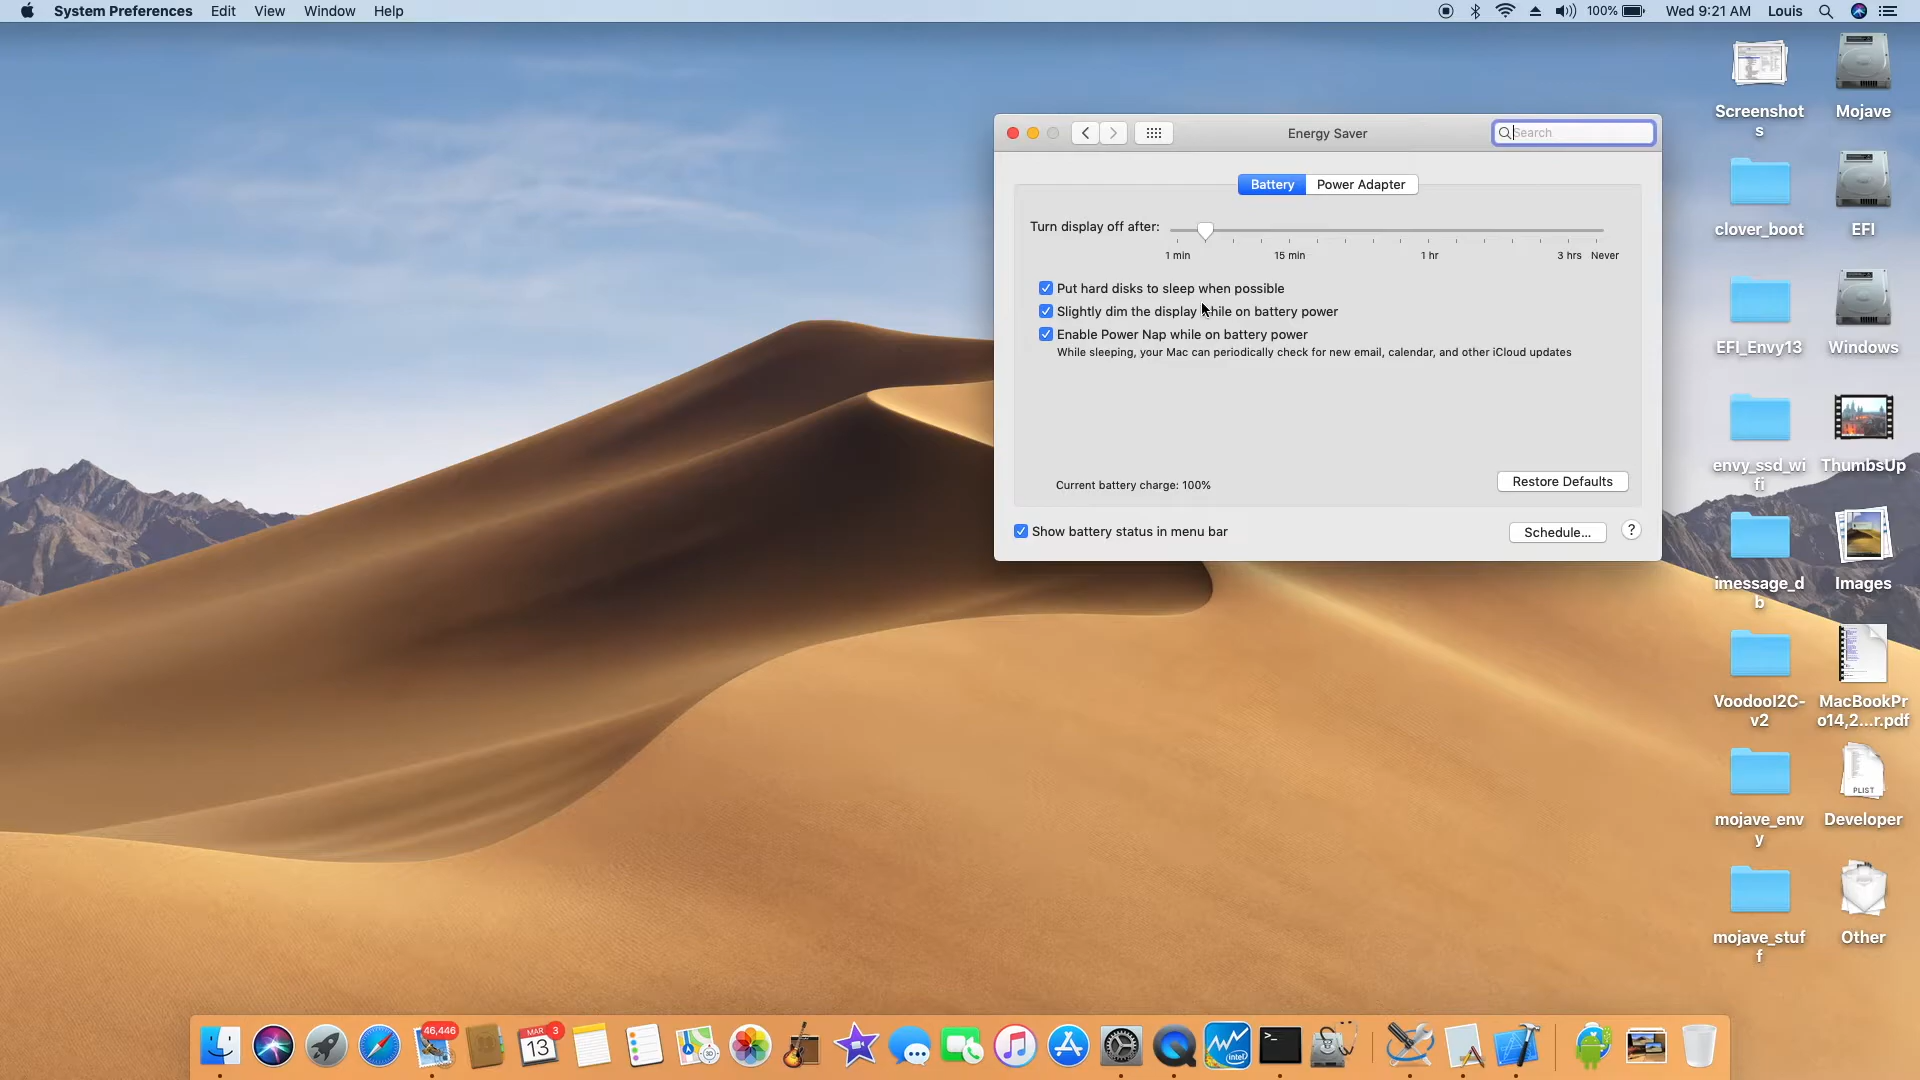 System Preferences Edit View Window Help
100% Wed 9:21 AM Louis
Energy Saver
Search
Battery Power Adapter
Turn display off after:
1 min 15 min 1 hr 3 hrs Never
Put hard disks to sleep when possible
Slightly dim the display while on battery power
Enable Power Nap while on battery power
While sleeping, your Mac can periodically check for new email, calendar, and other iCloud updates
Current battery charge: 100%
Restore Defaults
Show battery status in menu bar
Schedule...
?
Screenshot
s
Mojave
clover_boot
EFI
EFI_Envy13
Windows
envy_ssd_wi
fi
ThumbsUp
imessage_d
b
Images
VoodooI2C-
v2
MacBookPr
o14,2...r.pdf
PLIST
mojave_env
y
Developer
mojave_stuf
f
Other
46,446
MAR
3
13
3D
intel
>_